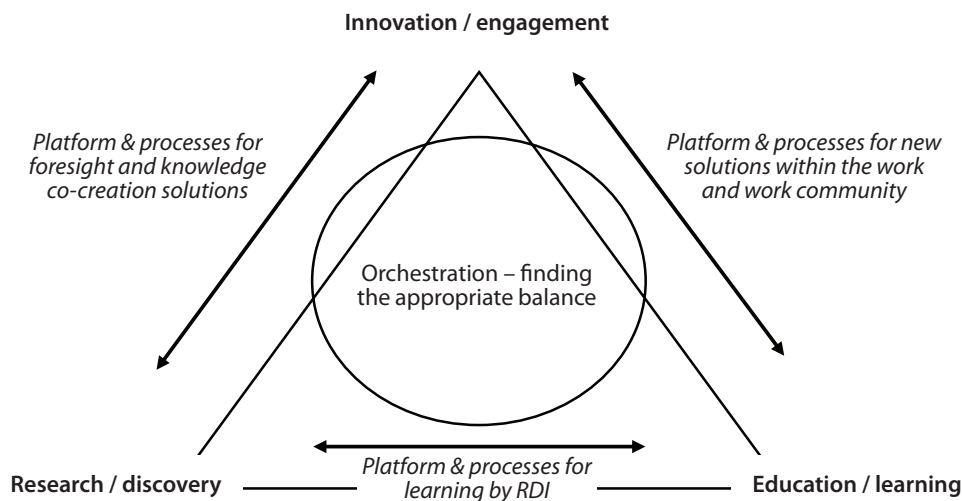 Innovation / engagement
Platform & processes for
foresight and knowledge
co-creation solutions
Platform & processes for new
solutions within the work
and work community
Orchestration – finding
the appropriate balance
Research / discovery
Platform & processes for
learning by RDI
Education / learning